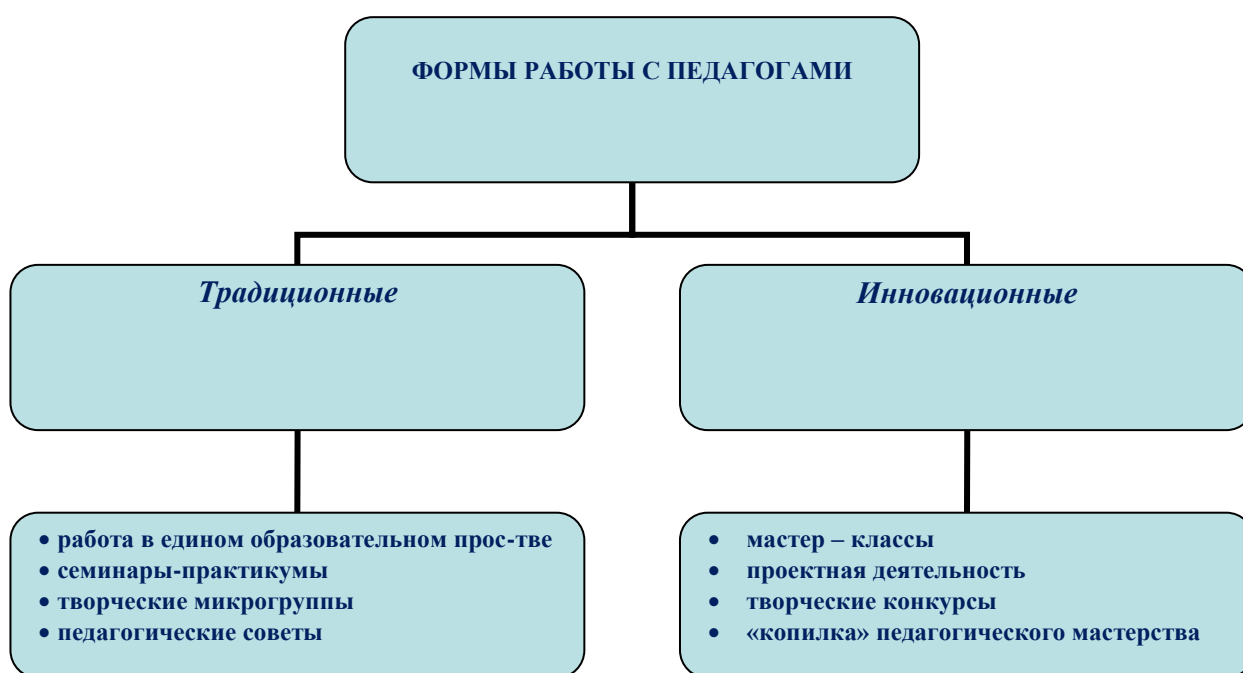 ФОРМЫ РАБОТЫ С ПЕДАГОГАМИ
Традиционные
Инновационные
• работа в едином образовательном прос-тве
• семинары-практикумы
• творческие микрогруппы
• педагогические советы
• мастер – классы
• проектная деятельность
• творческие конкурсы
• «копилка» педагогического мастерства